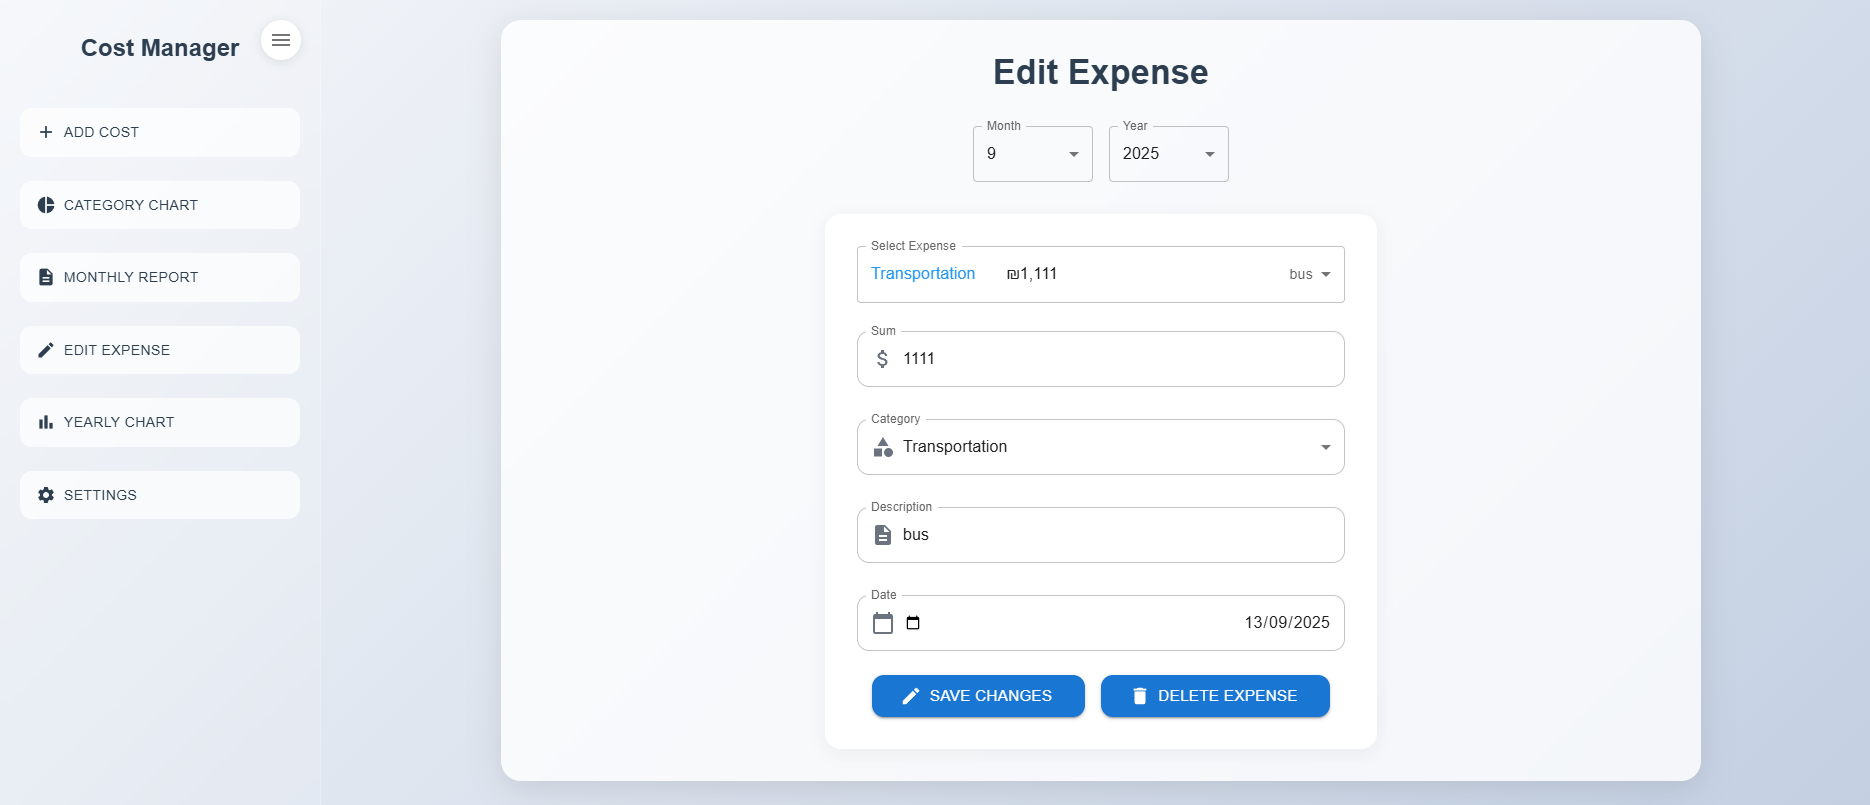 Cost Manager
ADD COST
CATEGORY CHART
MONTHLY REPORT
EDIT EXPENSE
YEARLY CHART
SETTINGS
Edit Expense
Month Year
9 2025
Select Expense
Transportation ₪1,111 bus
Sum
$ 1111
Category
Transportation
Description
bus
Date
13/09/2025
SAVE CHANGES DELETE EXPENSE